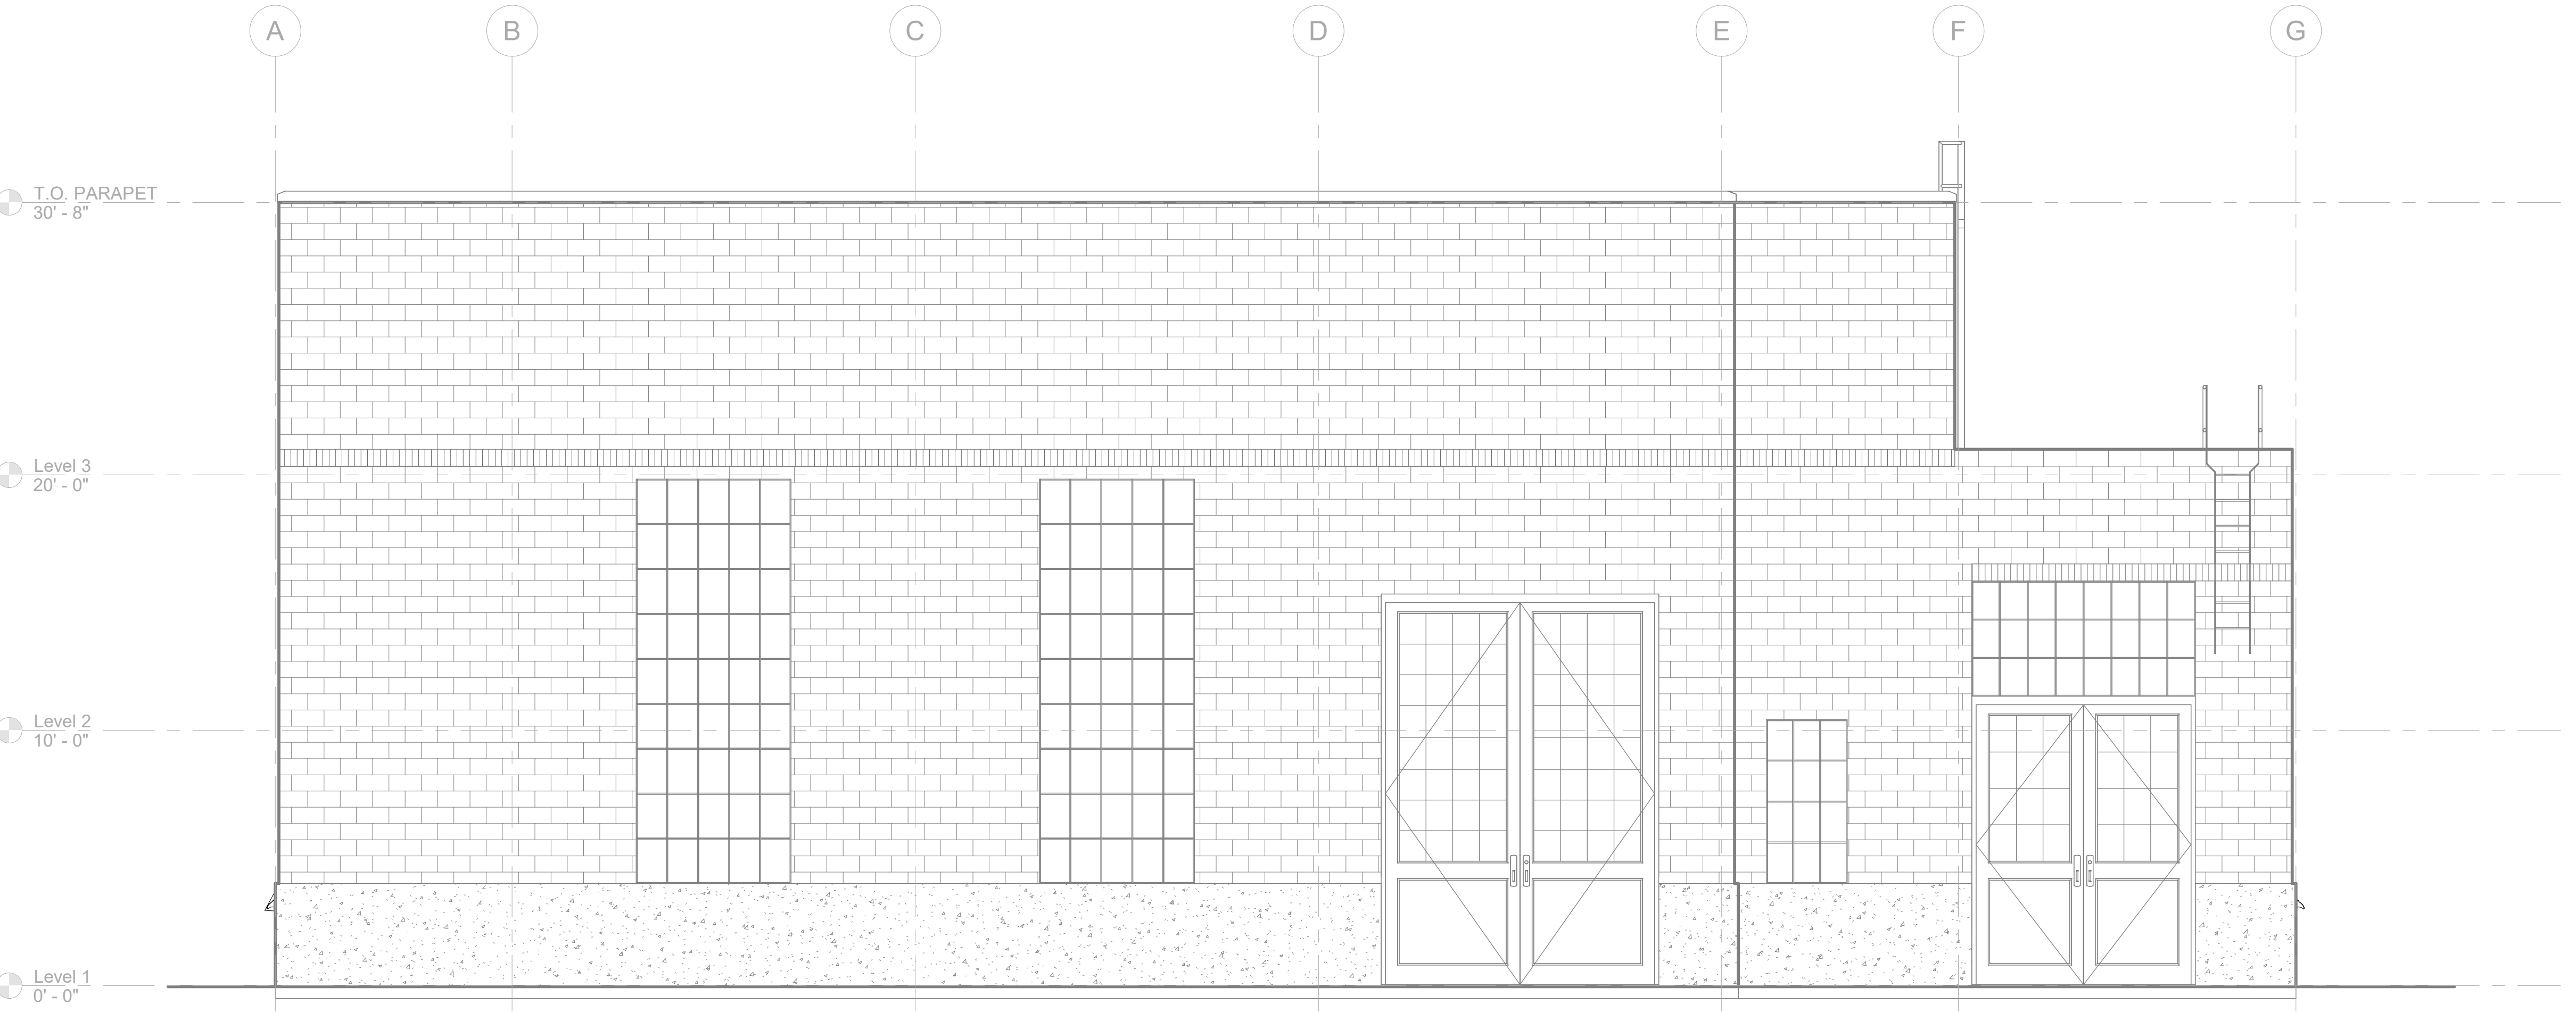 A B C D E F G
T.O. PARAPET
30' - 8"
Level 3
20' - 0"
Level 2
10' - 0"
Level 1
0' - 0"